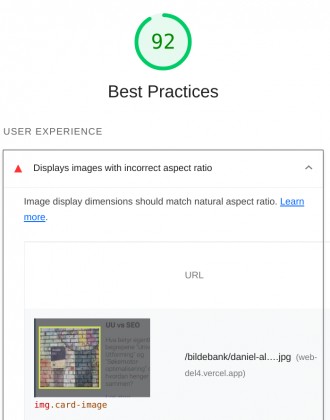 92
Best Practices
USER EXPERIENCE
Displays images with incorrect aspect ratio
Image display dimensions should match natural aspect ratio. Learn
more.
URL
UU vs SEO
/bildebank/daniel-al….jpg (web-
del4.vercel.app)
img.card-image